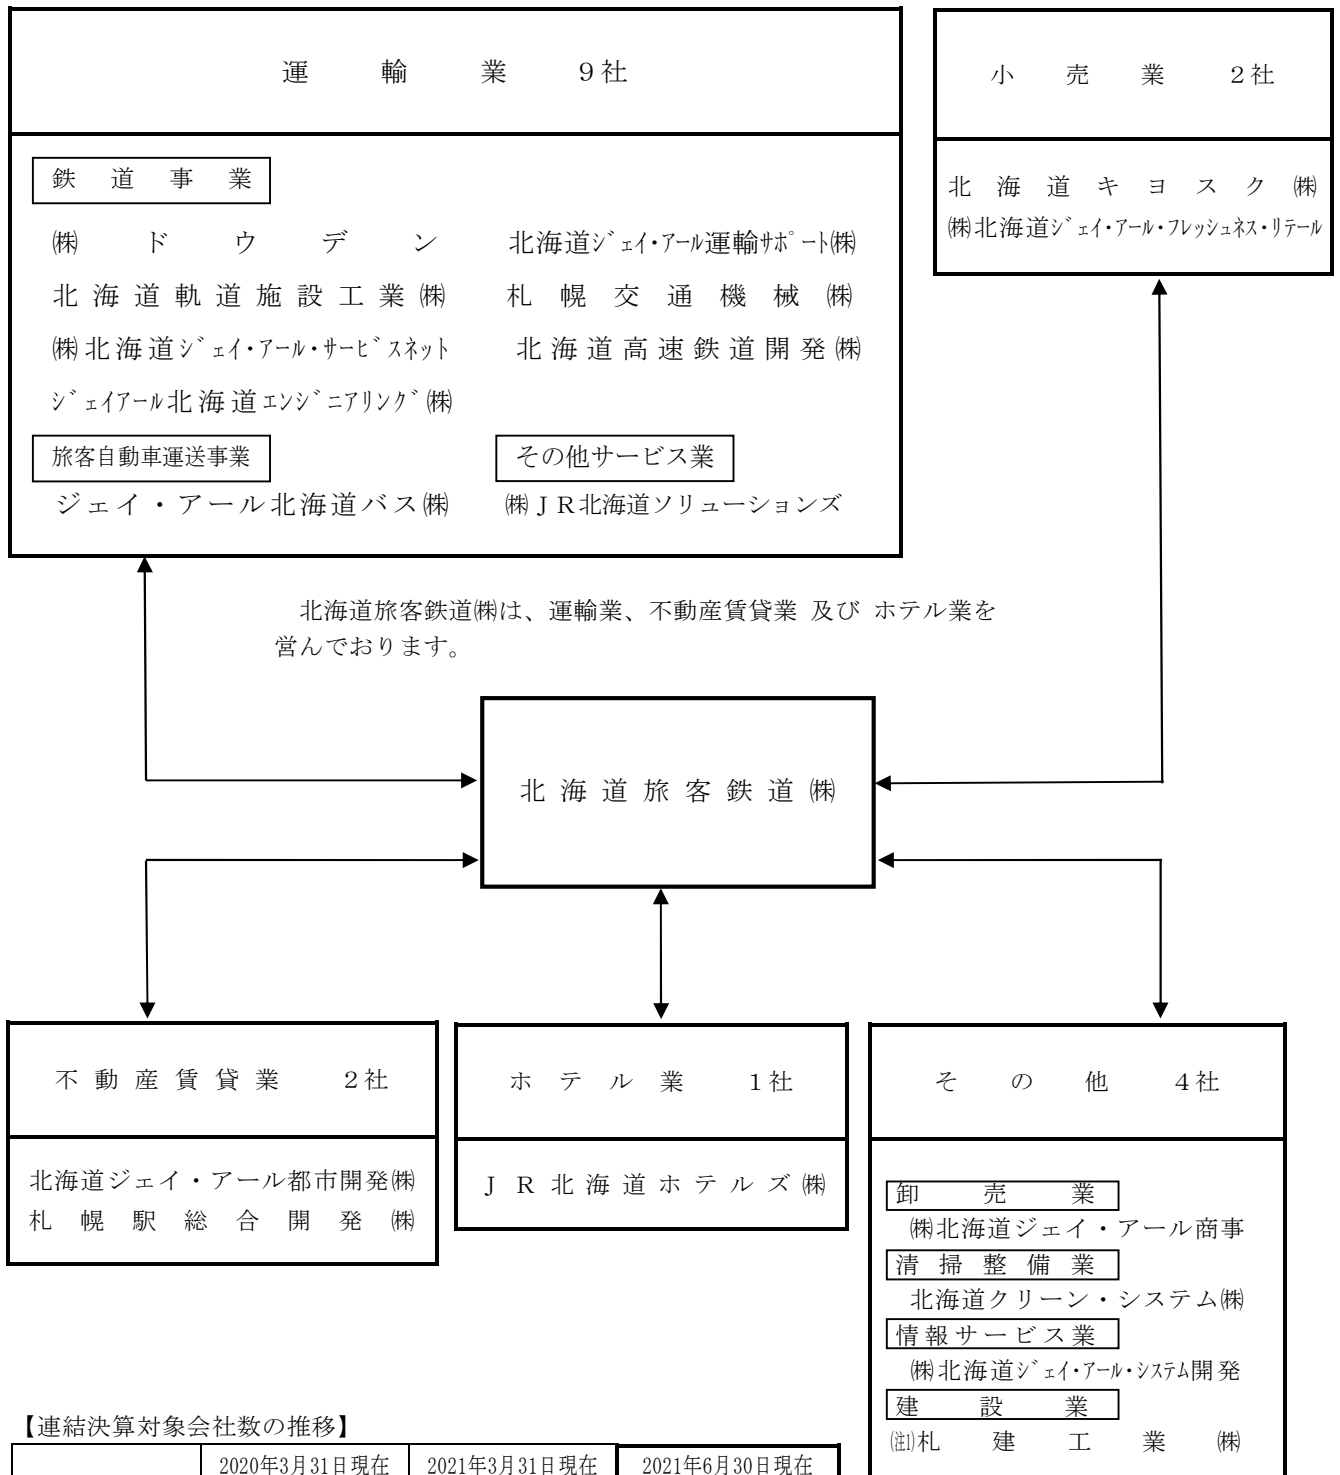 運輸業 9社
鉄道事業
㈱ドウデン 北海道ジェイ・アール運輸サポート㈱
北海道軌道施設工業㈱ 札幌交通機械㈱
㈱北海道ジェイ・アール・サービスネット 北海道高速鉄道開発㈱
ジェイアール北海道エンジニアリング㈱
旅客自動車運送事業 その他サービス業
ジェイ・アール北海道バス㈱ ㈱JR北海道ソリューションズ
小売業 2社
北海道キヨスク㈱
㈱北海道ジェイ・アール・フレッシュネス・リテール
北海道旅客鉄道㈱は、運輸業、不動産賃貸業 及び ホテル業を
営んでおります。
北海道旅客鉄道㈱
不動産賃貸業 2社
北海道ジェイ・アール都市開発㈱
札幌駅総合開発㈱
ホテル業 1社
JR北海道ホテルズ㈱
その他 4社
卸売業
㈱北海道ジェイ・アール商事
清掃整備業
北海道クリーン・システム㈱
情報サービス業
㈱北海道ジェイ・アール・システム開発
建設業
(注1)札建工業㈱
【連結決算対象会社数の推移】
2020年3月31日現在 2021年3月31日現在 2021年6月30日現在